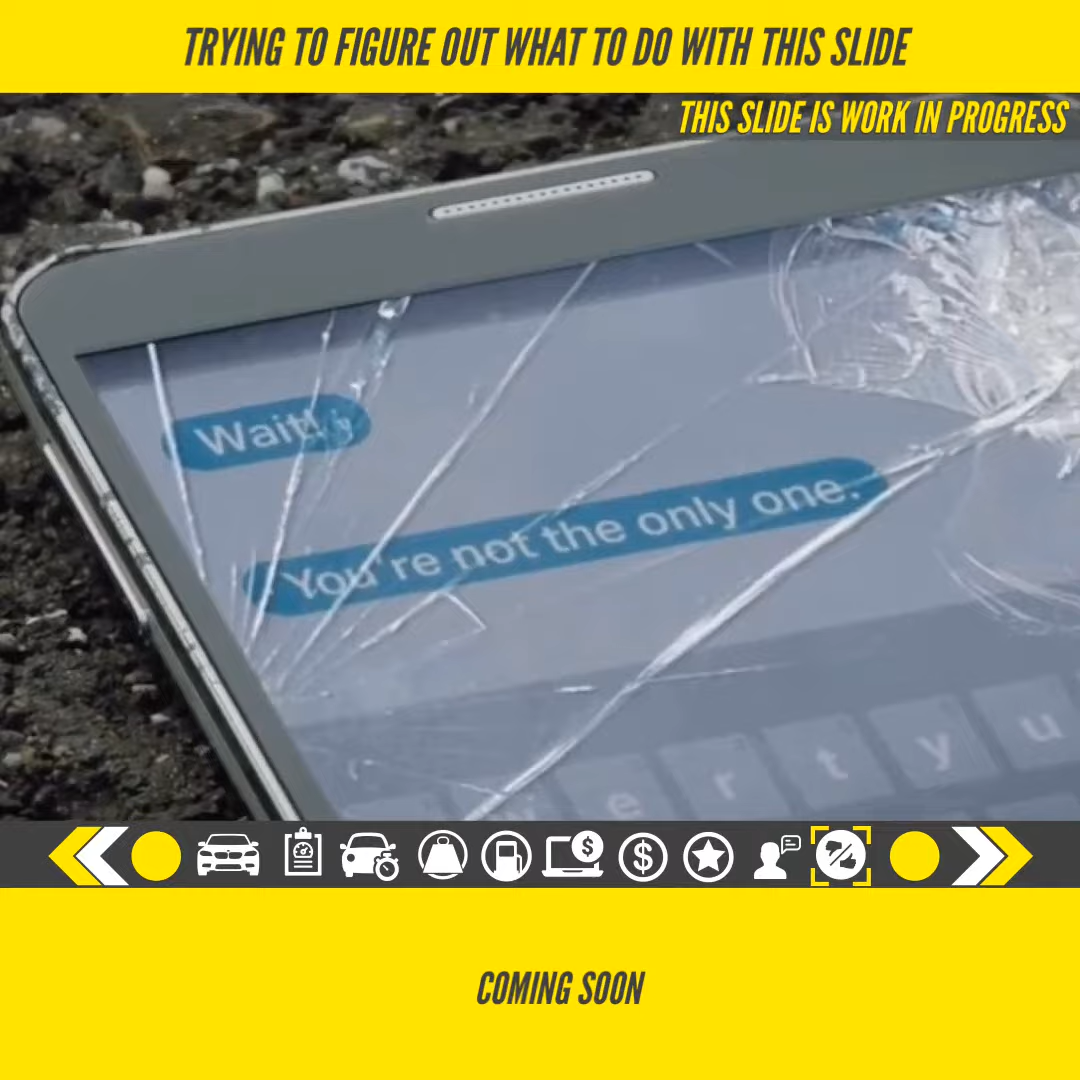 TRYING TO FIGURE OUT WHAT TO DO WITH THIS SLIDE
THIS SLIDE IS WORK IN PROGRESS
Wait!
You're not the only one.
e r t y u
$
$
COMING SOON